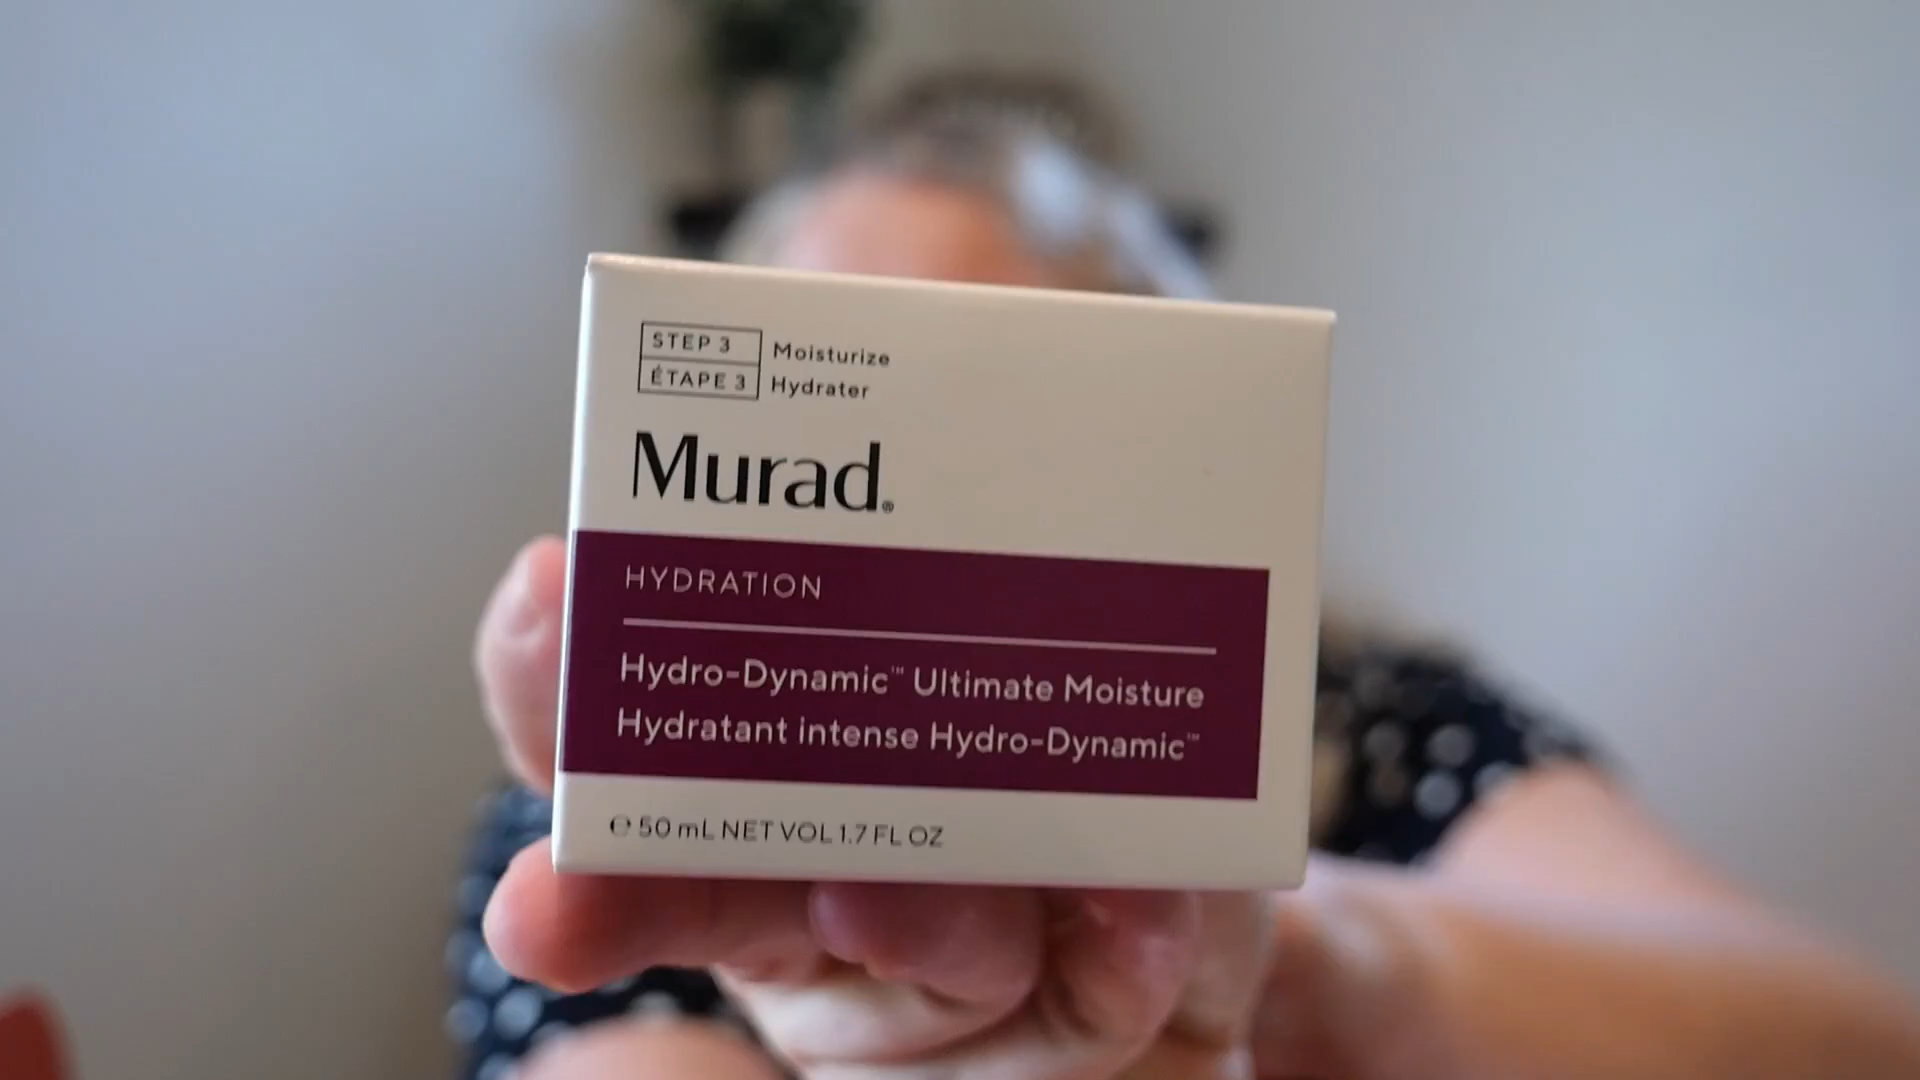 STEP 3 Moisturize
ÉTAPE 3 Hydrater
Murad®
HYDRATION
Hydro-Dynamic™ Ultimate Moisture
Hydratant intense Hydro-Dynamic™
℮ 50 mL NET VOL 1.7 FL OZ